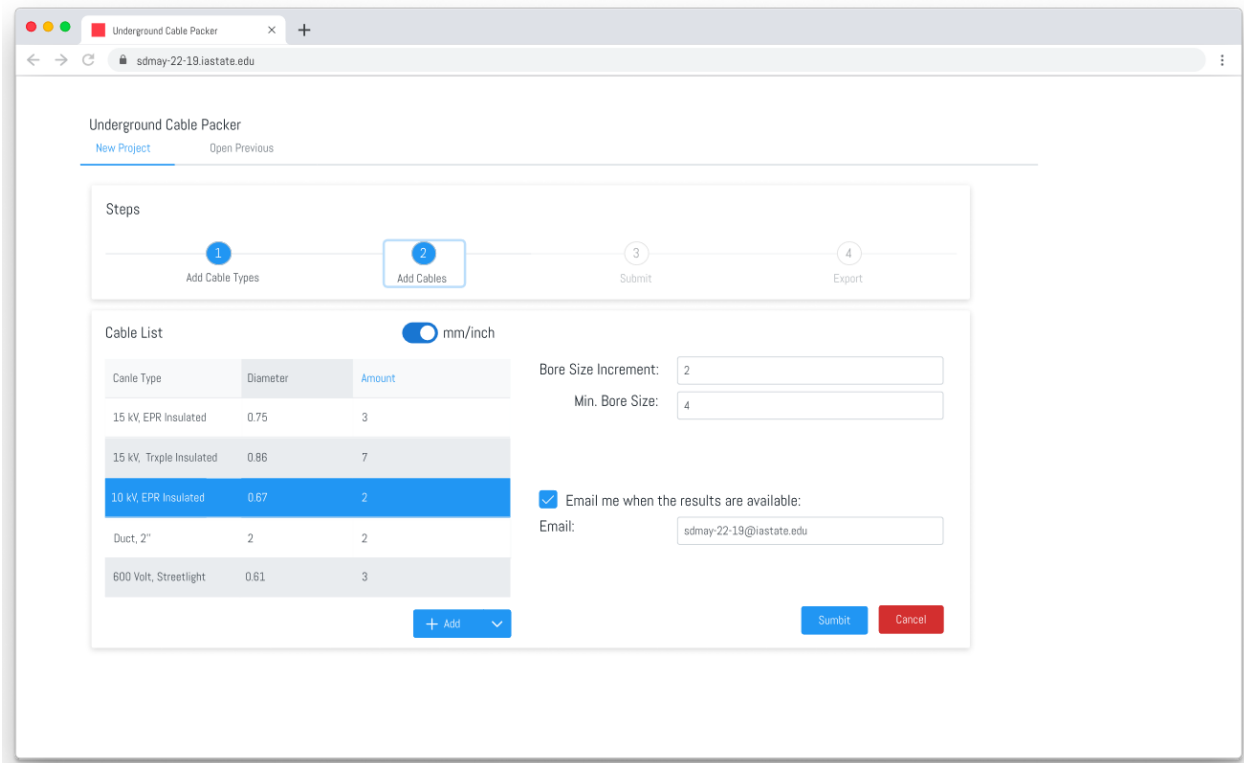 Underground Cable Packer
sdmay-22-19.iastate.edu
Underground Cable Packer
New Project Open Previous
Steps
1 2 3 4
Add Cable Types Add Cables Submit Export
Cable List mm/inch
Canle Type Diameter Amount
15 kV, EPR Insulated 0.75 3
15 kV, Trxple Insulated 0.86 7
10 kV, EPR Insulated 0.67 2
Duct, 2" 2 2
600 Volt, Streetlight 0.61 3
+ Add
Bore Size Increment: 2
Min. Bore Size: 4
Email me when the results are available:
Email: sdmay-22-19@iastate.edu
Sumbit Cancel